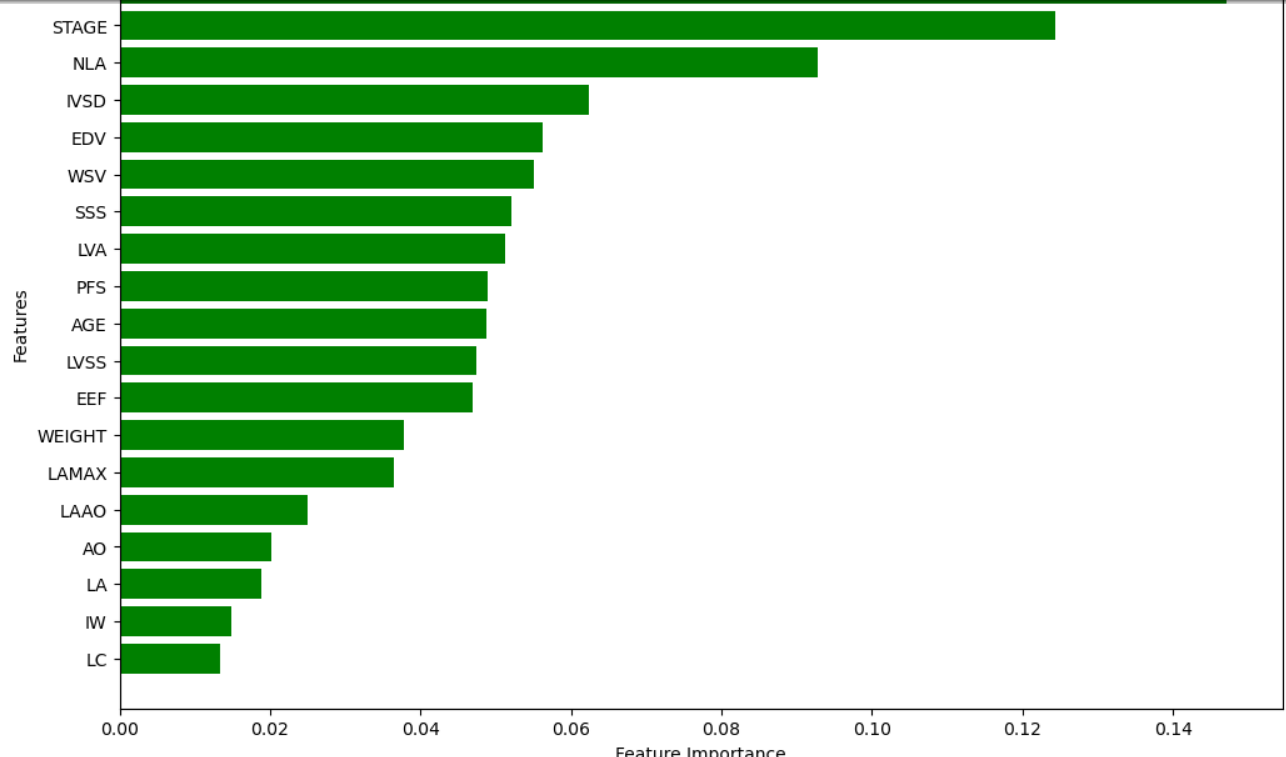 STAGE
NLA
IVSD
EDV
WSV
SSS
LVA
PFS
AGE
LVSS
EEF
WEIGHT
LAMAX
LAAO
AO
LA
IW
LC
Features
0.00 0.02 0.04 0.06 0.08 0.10 0.12 0.14
Feature Importance